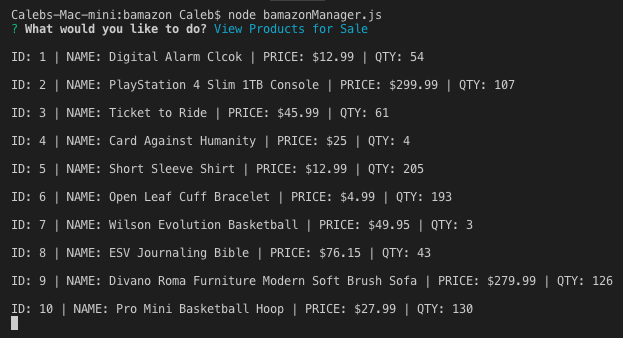 Calebs-Mac-mini:bamazon Caleb$ node bamazonManager.js
? What would you like to do? View Products for Sale
ID: 1 | NAME: Digital Alarm Clcok | PRICE: $12.99 | QTY: 54
ID: 2 | NAME: PlayStation 4 Slim 1TB Console | PRICE: $299.99 | QTY: 107
ID: 3 | NAME: Ticket to Ride | PRICE: $45.99 | QTY: 61
ID: 4 | NAME: Card Against Humanity | PRICE: $25 | QTY: 4
ID: 5 | NAME: Short Sleeve Shirt | PRICE: $12.99 | QTY: 205
ID: 6 | NAME: Open Leaf Cuff Bracelet | PRICE: $4.99 | QTY: 193
ID: 7 | NAME: Wilson Evolution Basketball | PRICE: $49.95 | QTY: 3
ID: 8 | NAME: ESV Journaling Bible | PRICE: $76.15 | QTY: 43
ID: 9 | NAME: Divano Roma Furniture Modern Soft Brush Sofa | PRICE: $279.99 | QTY: 126
ID: 10 | NAME: Pro Mini Basketball Hoop | PRICE: $27.99 | QTY: 130